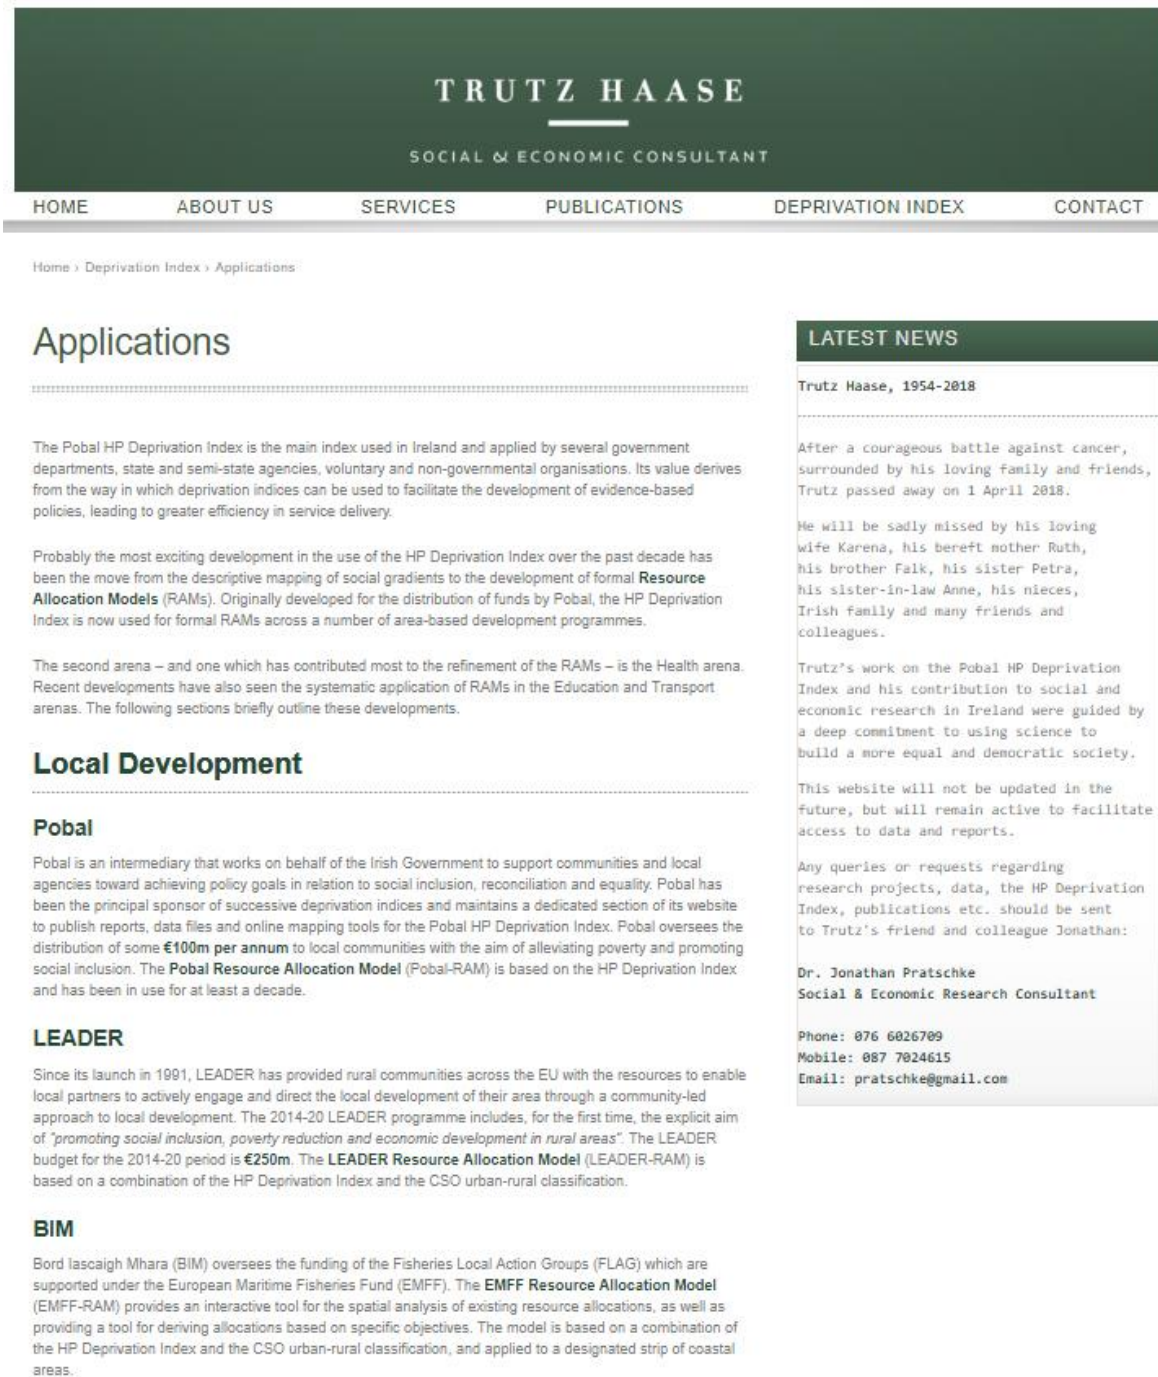 TRUTZ HAASE
SOCIAL & ECONOMIC CONSULTANT
HOME ABOUT US SERVICES PUBLICATIONS DEPRIVATION INDEX CONTACT
Home › Deprivation Index › Applications
Applications
The Pobal HP Deprivation Index is the main index used in Ireland and applied by several government
departments, state and semi-state agencies, voluntary and non-governmental organisations. Its value derives
from the way in which deprivation indices can be used to facilitate the development of evidence-based
policies, leading to greater efficiency in service delivery.
Probably the most exciting development in the use of the HP Deprivation Index over the past decade has
been the move from the descriptive mapping of social gradients to the development of formal Resource
Allocation Models (RAMs). Originally developed for the distribution of funds by Pobal, the HP Deprivation
Index is now used for formal RAMs across a number of area-based development programmes.
The second arena – and one which has contributed most to the refinement of the RAMs – is the Health arena.
Recent developments have also seen the systematic application of RAMs in the Education and Transport
arenas. The following sections briefly outline these developments.
Local Development
Pobal
Pobal is an intermediary that works on behalf of the Irish Government to support communities and local
agencies toward achieving policy goals in relation to social inclusion, reconciliation and equality. Pobal has
been the principal sponsor of successive deprivation indices and maintains a dedicated section of its website
to publish reports, data files and online mapping tools for the Pobal HP Deprivation Index. Pobal oversees the
distribution of some €100m per annum to local communities with the aim of alleviating poverty and promoting
social inclusion. The Pobal Resource Allocation Model (Pobal-RAM) is based on the HP Deprivation Index
and has been in use for at least a decade.
LEADER
Since its launch in 1991, LEADER has provided rural communities across the EU with the resources to enable
local partners to actively engage and direct the local development of their area through a community-led
approach to local development. The 2014-20 LEADER programme includes, for the first time, the explicit aim
of "promoting social inclusion, poverty reduction and economic development in rural areas". The LEADER
budget for the 2014-20 period is €250m. The LEADER Resource Allocation Model (LEADER-RAM) is
based on a combination of the HP Deprivation Index and the CSO urban-rural classification.
BIM
Bord Iascaigh Mhara (BIM) oversees the funding of the Fisheries Local Action Groups (FLAG) which are
supported under the European Maritime Fisheries Fund (EMFF). The EMFF Resource Allocation Model
(EMFF-RAM) provides an interactive tool for the spatial analysis of existing resource allocations, as well as
providing a tool for deriving allocations based on specific objectives. The model is based on a combination of
the HP Deprivation Index and the CSO urban-rural classification, and applied to a designated strip of coastal
areas.
LATEST NEWS
Trutz Haase, 1954-2018
After a courageous battle against cancer,
surrounded by his loving family and friends,
Trutz passed away on 1 April 2018.
He will be sadly missed by his loving
wife Karena, his bereft mother Ruth,
his brother Falk, his sister Petra,
his sister-in-law Anne, his nieces,
Irish family and many friends and
colleagues.
Trutz's work on the Pobal HP Deprivation
Index and his contribution to social and
economic research in Ireland were guided by
a deep commitment to using science to
build a more equal and democratic society.
This website will not be updated in the
future, but will remain active to facilitate
access to data and reports.
Any queries or requests regarding
research projects, data, the HP Deprivation
Index, publications etc. should be sent
to Trutz's friend and colleague Jonathan:
Dr. Jonathan Pratschke
Social & Economic Research Consultant
Phone: 076 6026709
Mobile: 087 7024615
Email: pratschke@gmail.com